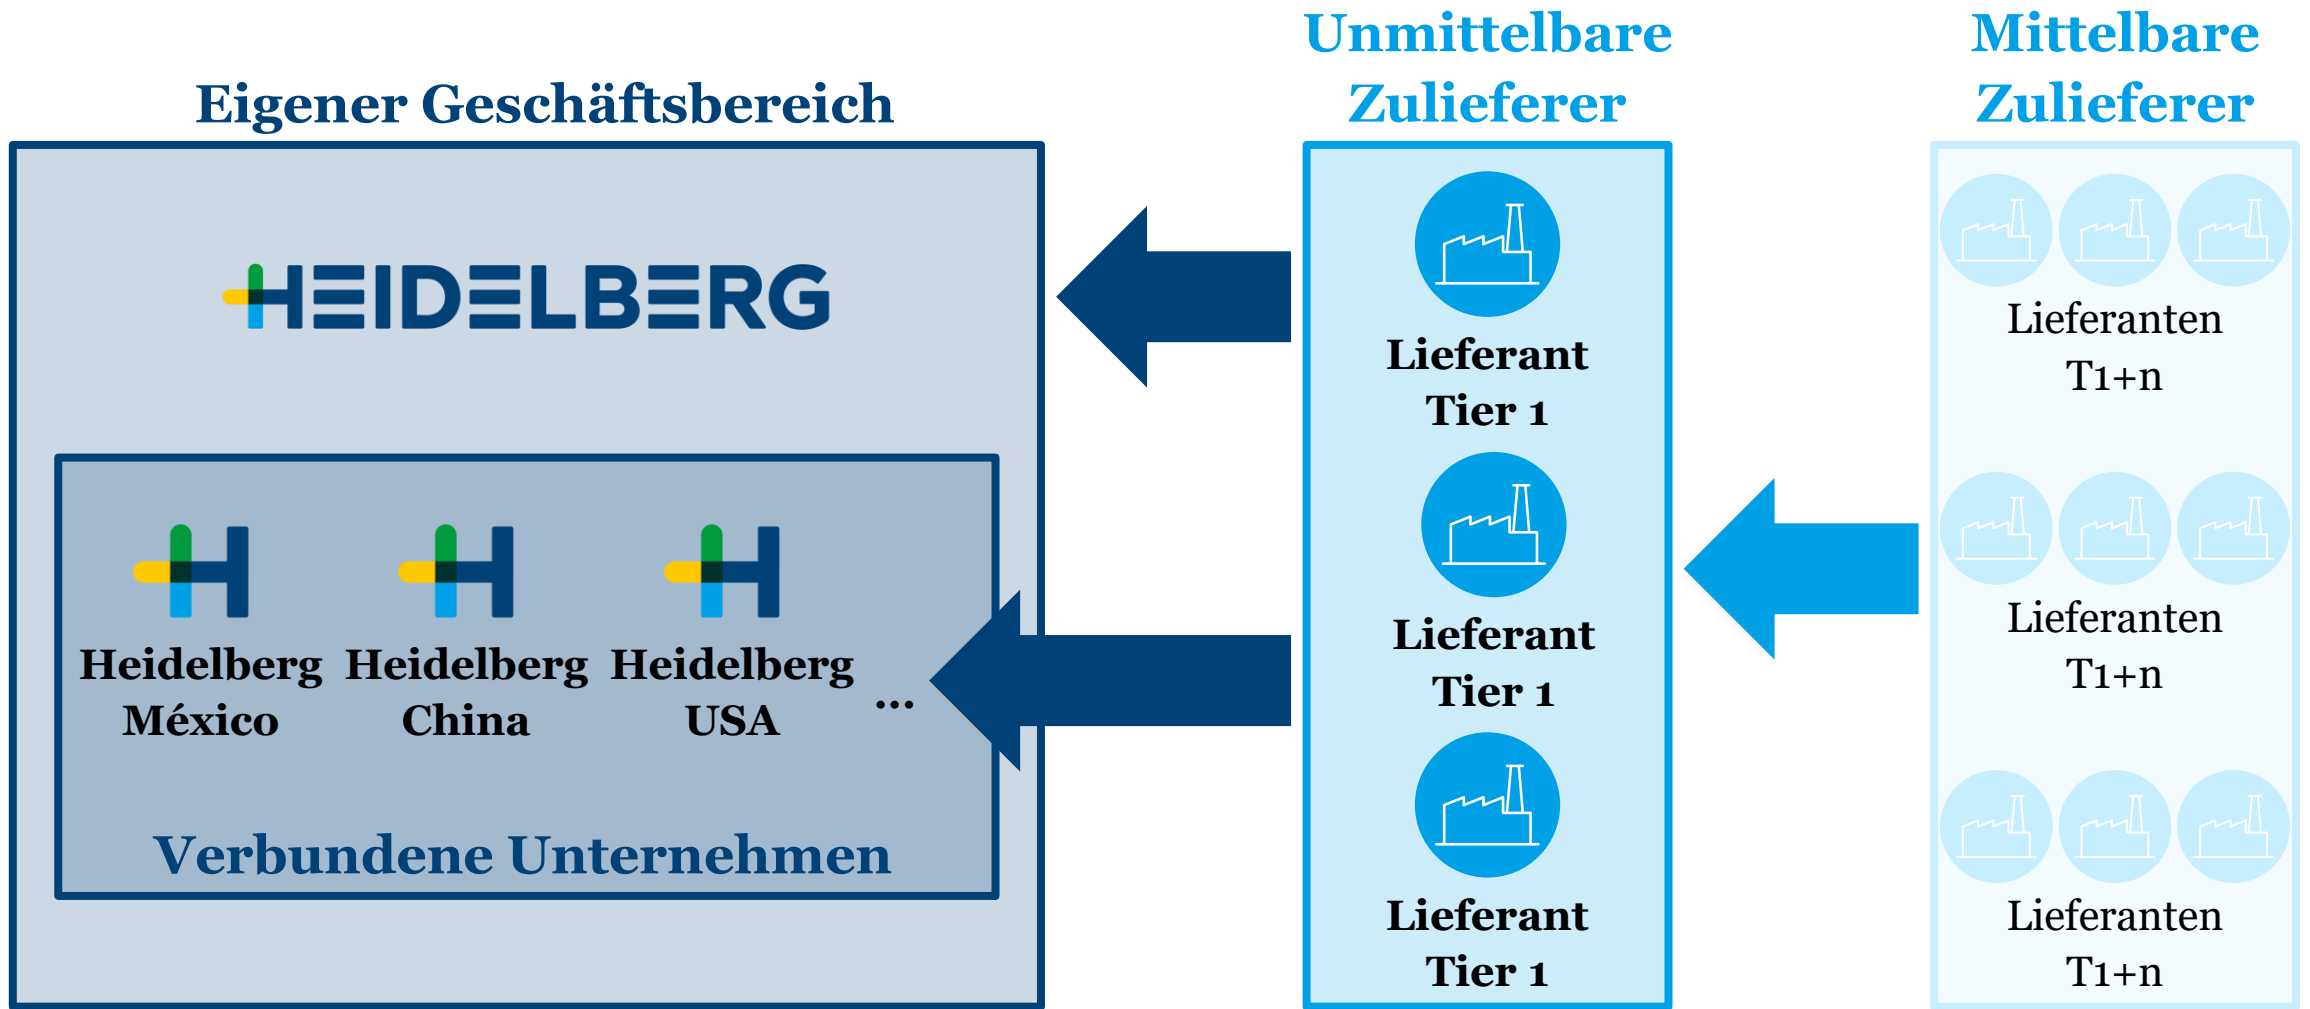 Eigener Geschäftsbereich
HEIDELBERG
Heidelberg
México
Heidelberg
China
Heidelberg
USA
...
Verbundene Unternehmen
Unmittelbare
Zulieferer
Lieferant
Tier 1
Lieferant
Tier 1
Lieferant
Tier 1
Mittelbare
Zulieferer
Lieferanten
T1+n
Lieferanten
T1+n
Lieferanten
T1+n